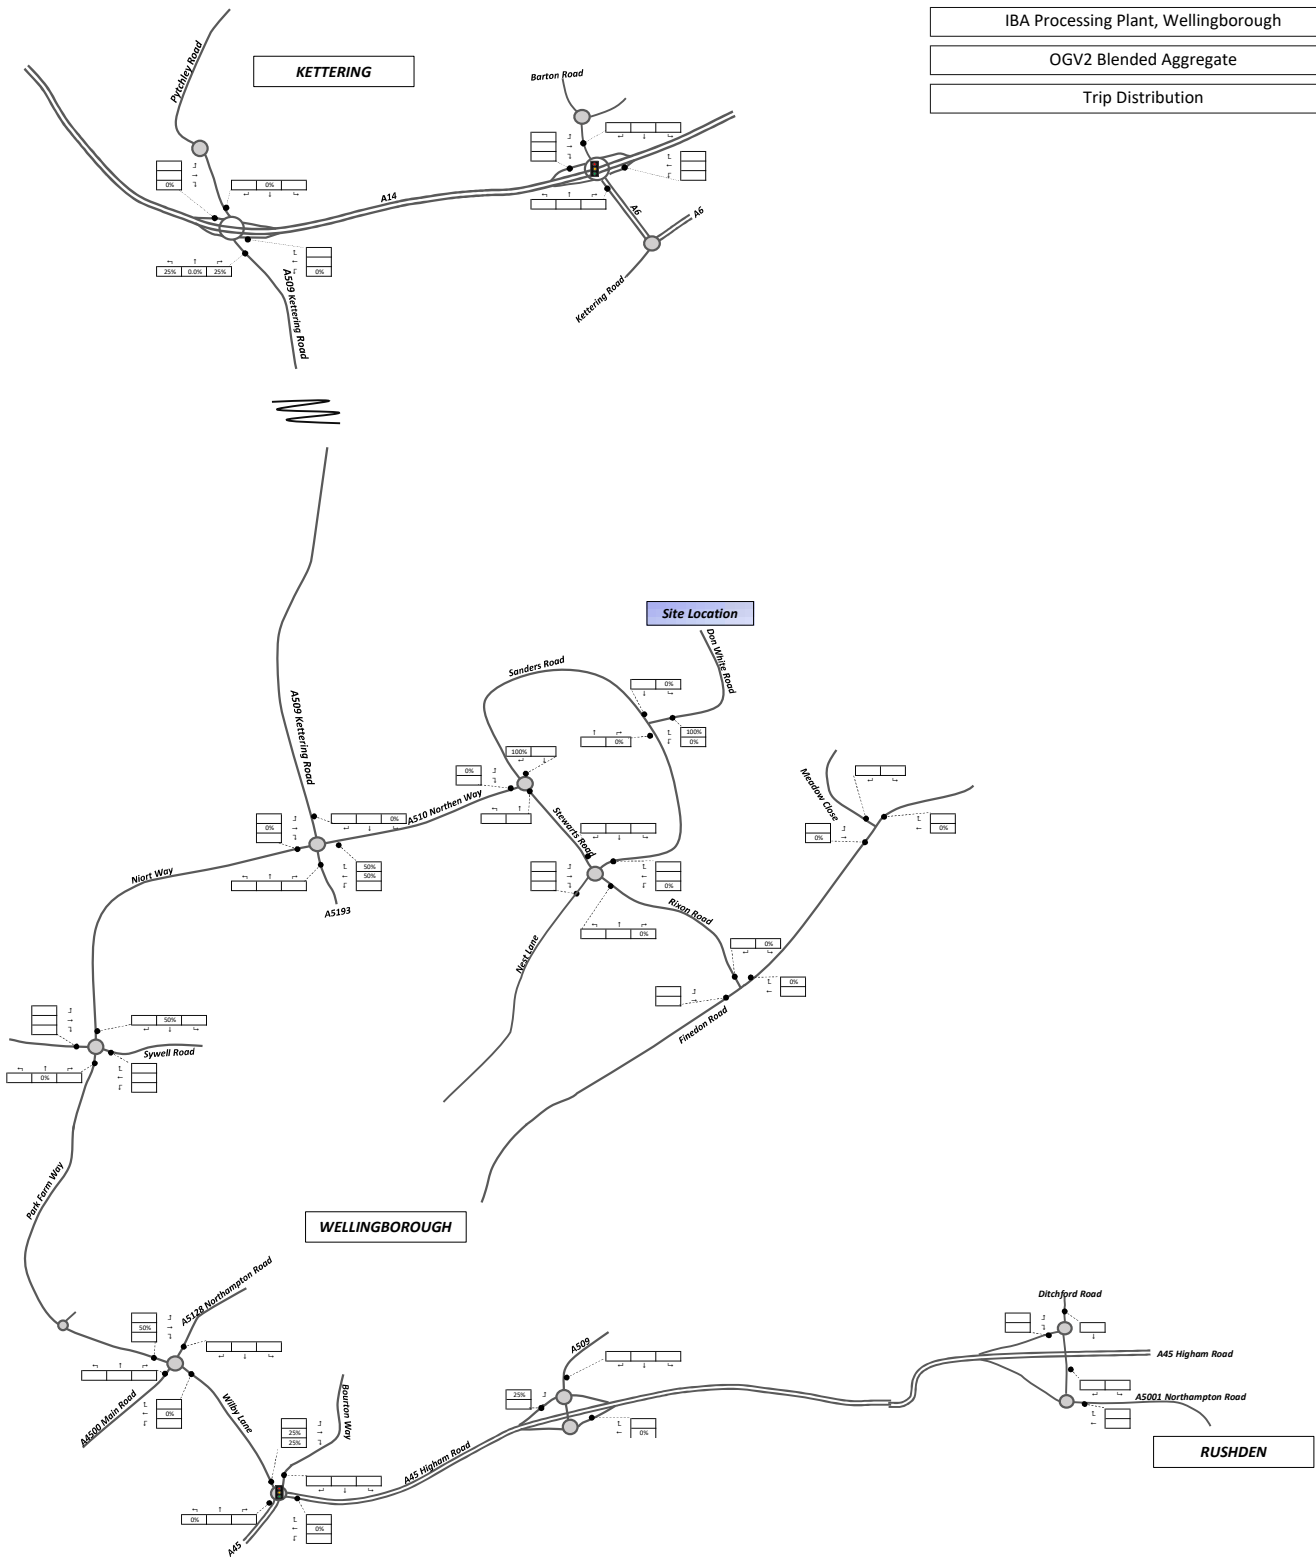 IBA Processing Plant, Wellingborough
OGV2 Blended Aggregate
Trip Distribution
KETTERING
Pytchley Road
Barton Road
0%
0%
A14
A6
A6
25% 0.0% 25%
0%
A509 Kettering Road
Kettering Road
Site Location
Don White Road
Sanders Road
0%
100%
0%
0%
A509 Kettering Road
100%
0%
A510 Northen Way
Stewarts Road
Meadow Close
0%
0%
0%
0%
50%
50%
Niort Way
A5193
0%
Rixon Road
0%
Nest Lane
0%
0%
Finedon Road
50%
Sywell Road
0%
Park Farm Way
WELLINGBOROUGH
A5128 Northampton Road
50%
0%
A4500 Main Road
Wilby Lane
Bourton Way
25%
25%
0%
0%
A45
A45 Higham Road
A509
25%
0%
Ditchford Road
A45 Higham Road
A5001 Northampton Road
RUSHDEN